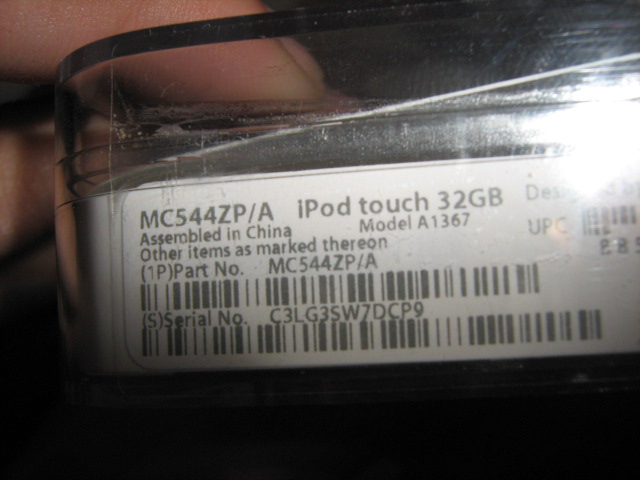 MC544ZP/A iPod touch 32GB
Assembled in China Model A1367
Other items as marked thereon
(1P)Part No. MC544ZP/A
(S)Serial No. C3LG3SW7DCP9
UPC